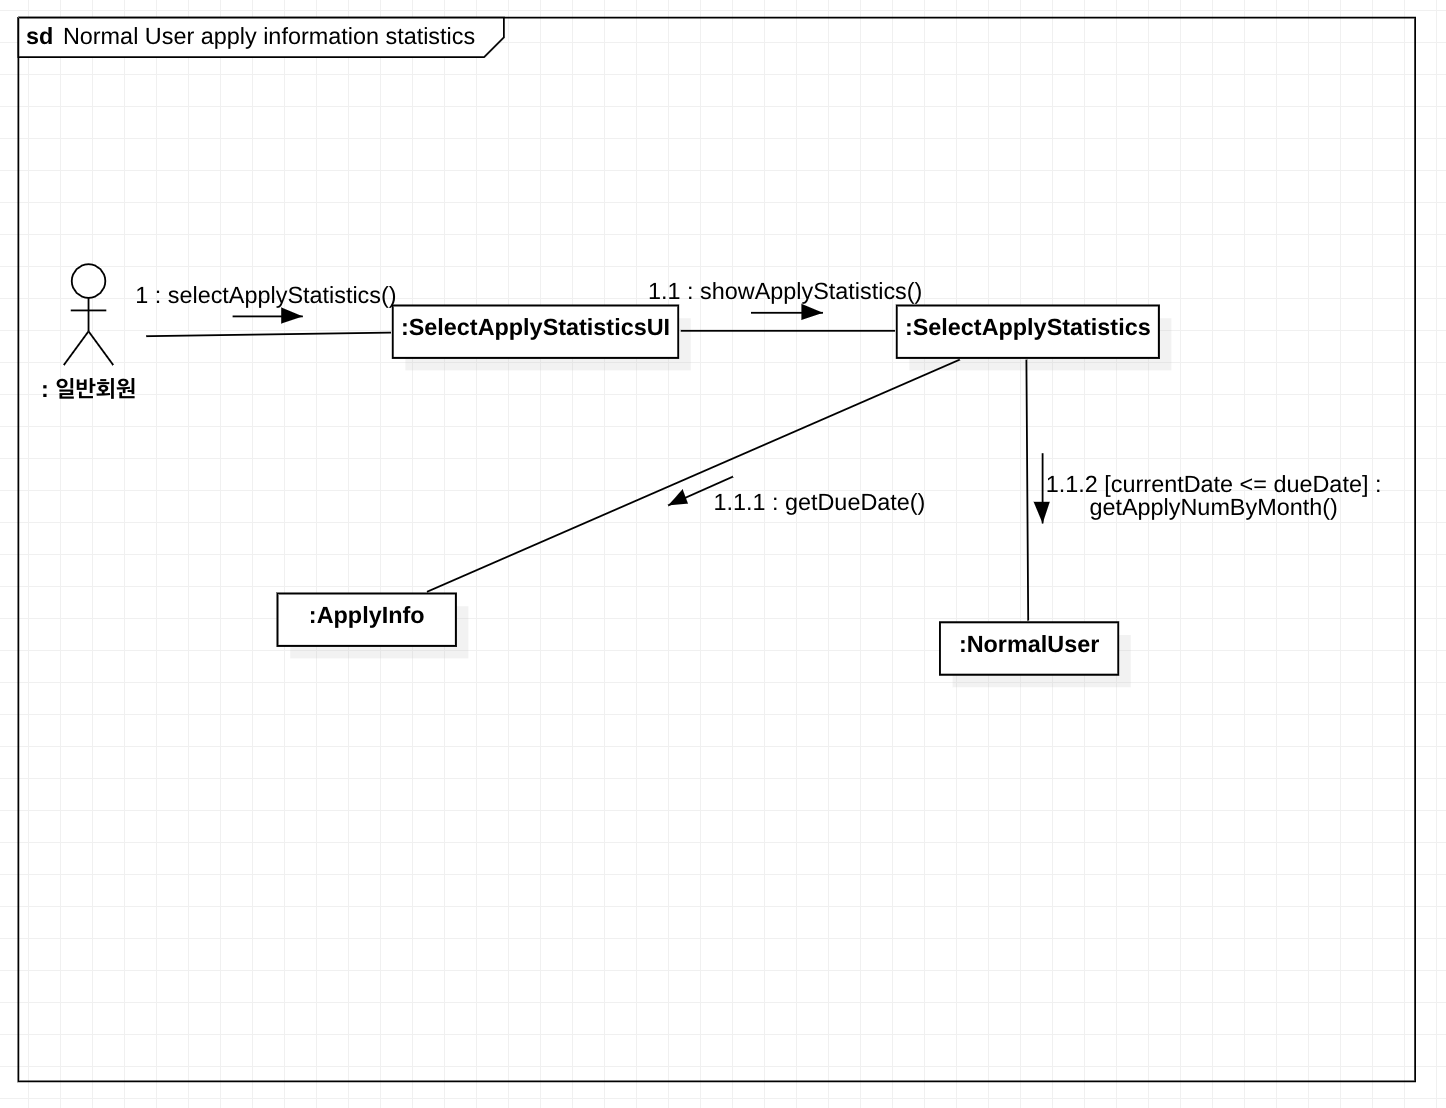 sd Normal User apply information statistics
1 : selectApplyStatistics()
1.1 : showApplyStatistics()
:SelectApplyStatisticsUI
:SelectApplyStatistics
: 일반회원
1.1.1 : getDueDate()
1.1.2 [currentDate <= dueDate] :
getApplyNumByMonth()
:ApplyInfo
:NormalUser